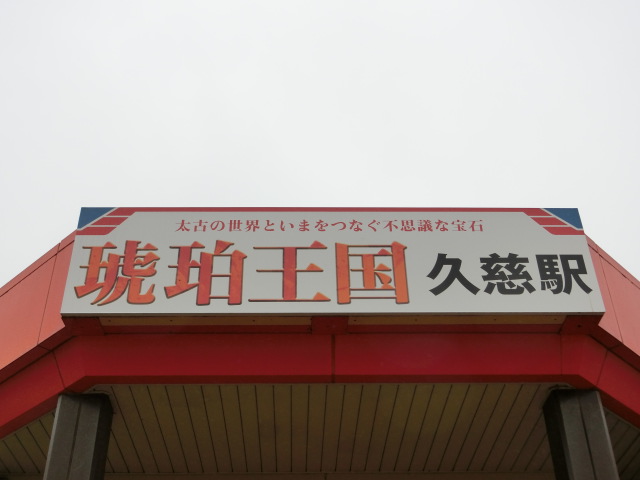 太古の世界といまをつなぐ不思議な宝石
琥珀王国 久慈駅